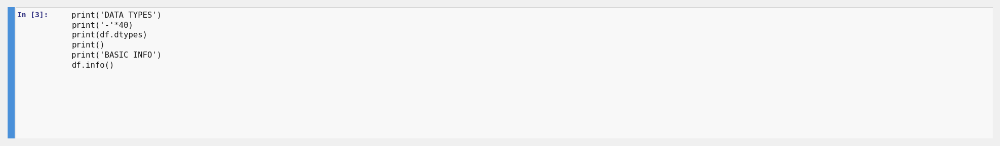 In [3]: print('DATA TYPES')
print('-'*40)
print(df.dtypes)
print()
print('BASIC INFO')
df.info()